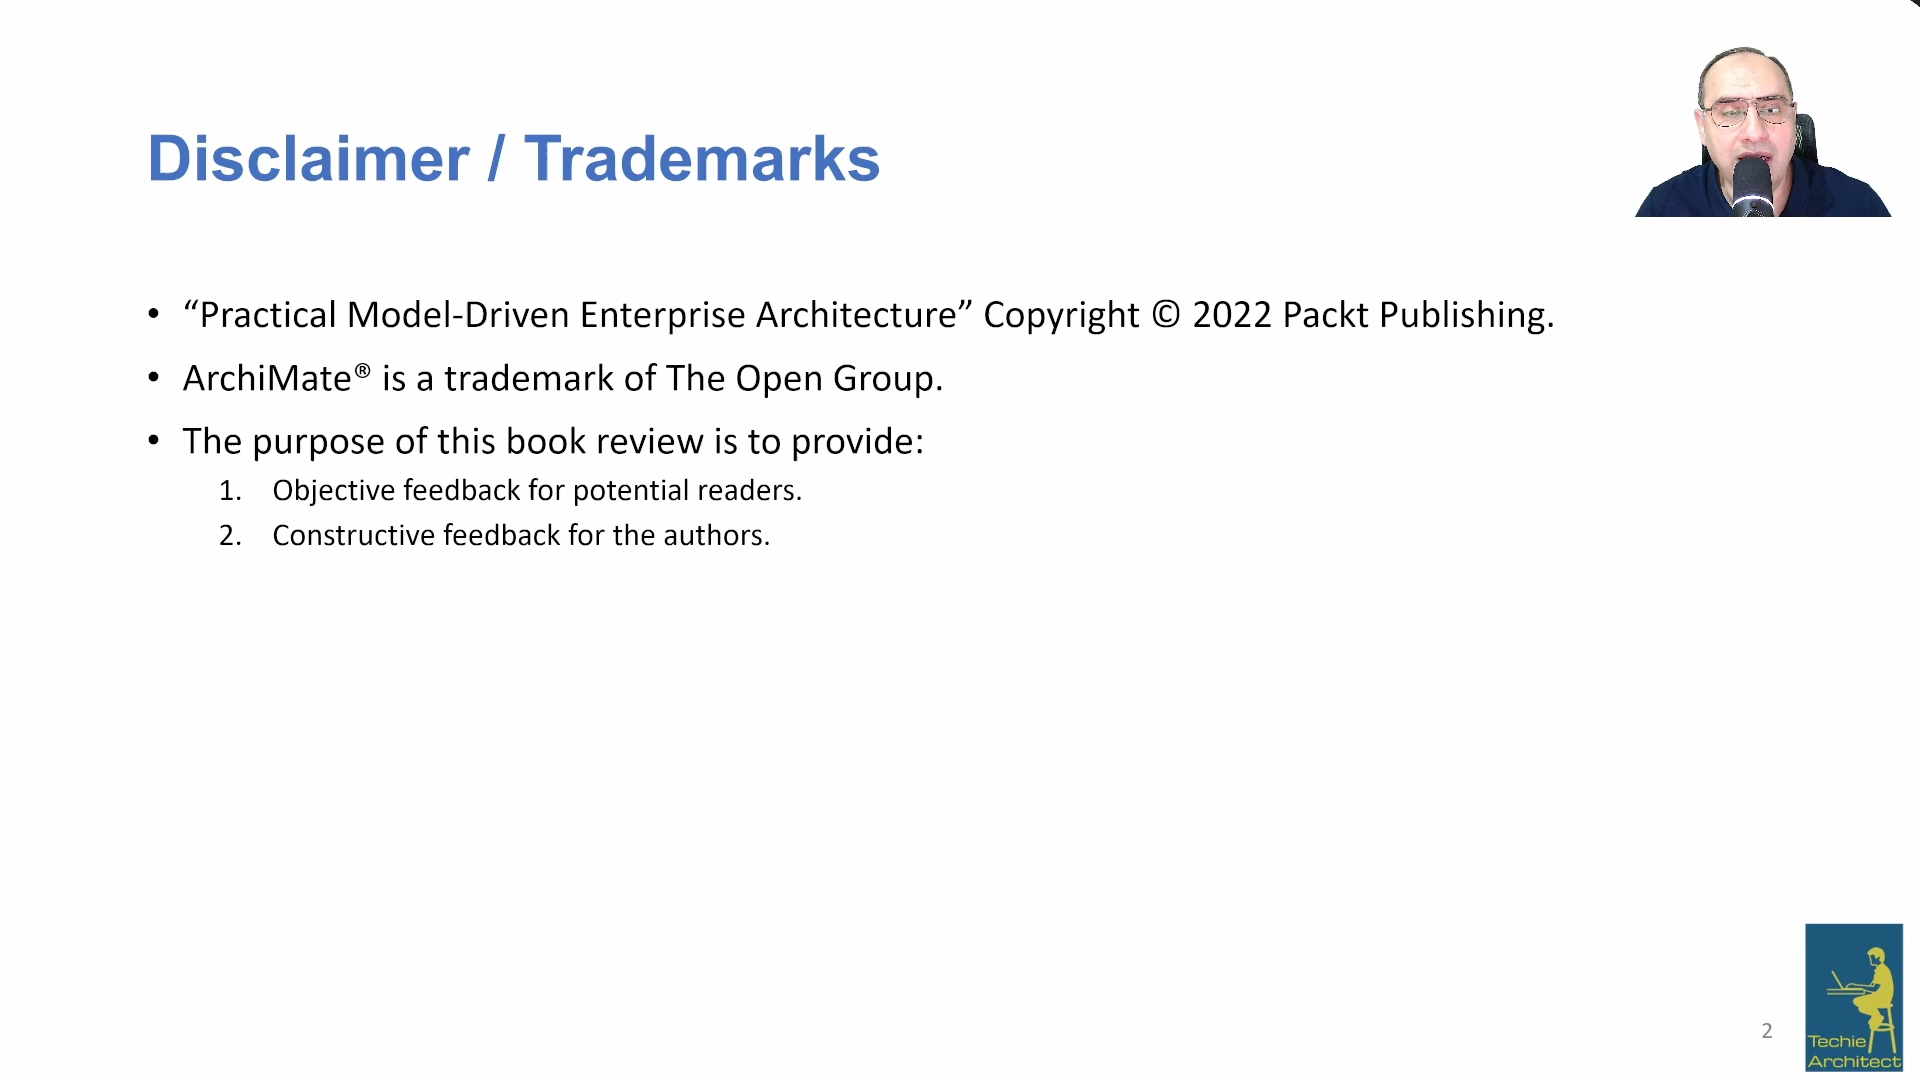 Disclaimer / Trademarks
• “Practical Model-Driven Enterprise Architecture” Copyright © 2022 Packt Publishing.
• ArchiMate® is a trademark of The Open Group.
• The purpose of this book review is to provide:
1. Objective feedback for potential readers.
2. Constructive feedback for the authors.
2
Techie
Architect